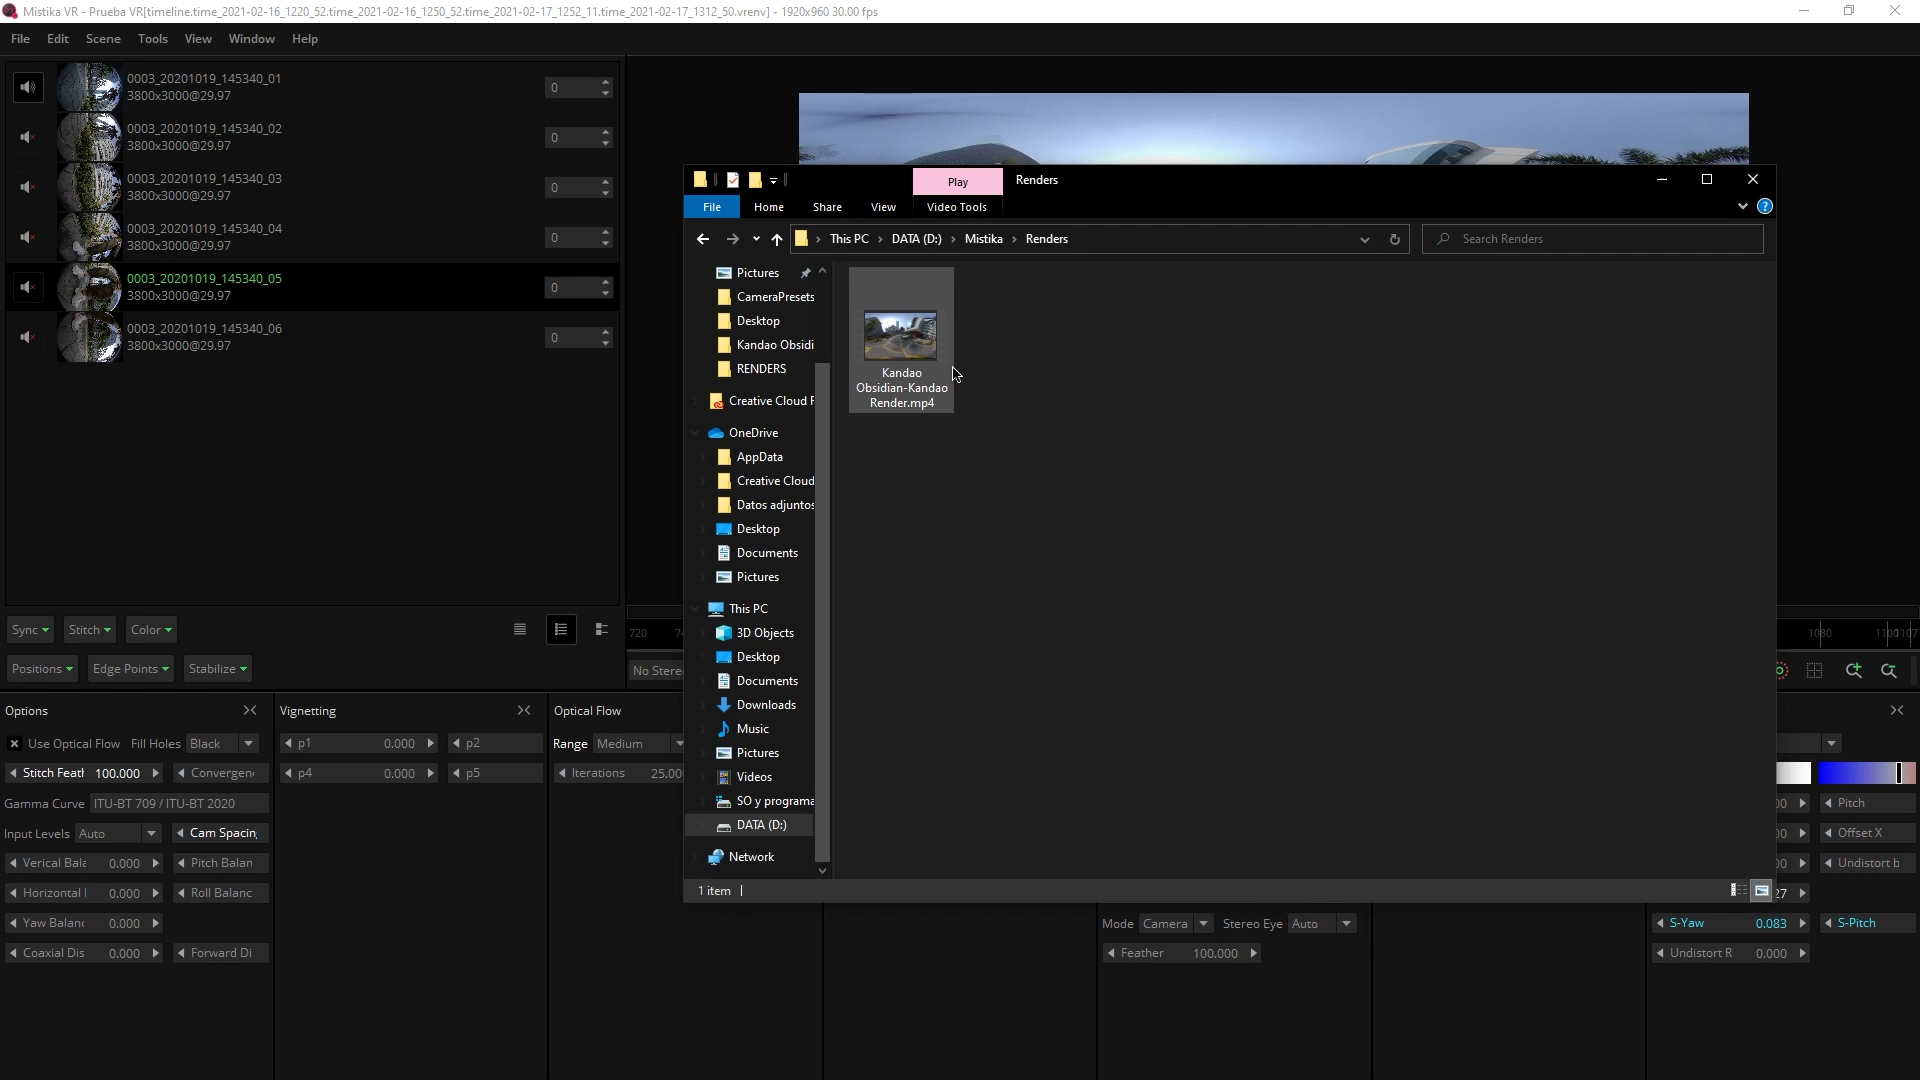 Mistika VR - Prueba VR[timeline.time_2021-02-16_1220_52.time_2021-02-16_1250_52.time_2021-02-17_1252_11.time_2021-02-17_1312_50.vrenv] - 1920x960 30.00 fps
File Edit Scene Tools View Window Help
0003_20201019_145340_01
3800x3000@29.97
0
0003_20201019_145340_02
3800x3000@29.97
0
0003_20201019_145340_03
3800x3000@29.97
0
0003_20201019_145340_04
3800x3000@29.97
0
0003_20201019_145340_05
3800x3000@29.97
0
0003_20201019_145340_06
3800x3000@29.97
0
Sync Stitch Color
Positions Edge Points Stabilize
720
No Stere
1080
Play Renders
File Home Share View Video Tools
This PC DATA (D:) Mistika Renders
Search Renders
Pictures
CameraPresets
Desktop
Kandao Obsidi
RENDERS
Creative Cloud F
OneDrive
AppData
Creative Cloud
Datos adjuntos
Desktop
Documents
Pictures
This PC
3D Objects
Desktop
Documents
Downloads
Music
Pictures
Videos
SO y programa
DATA (D:)
Network
Kandao
Obsidian-Kandao
Render.mp4
1 item
Options
Use Optical Flow Fill Holes Black
Stitch Featl 100.000 Convergen
Gamma Curve ITU-BT 709 / ITU-BT 2020
Input Levels Auto Cam Spacin
Verical Bala 0.000 Pitch Balan
Horizontal 0.000 Roll Balanc
Yaw Balanc 0.000
Coaxial Dis 0.000 Forward Di
Vignetting
p1 0.000 p2
p4 0.000 p5
Optical Flow
Range Medium
Iterations 25.00
Mode Camera Stereo Eye Auto
Feather 100.000
Pitch
Offset X
Undistort b
27
S-Yaw 0.083 S-Pitch
Undistort R 0.000